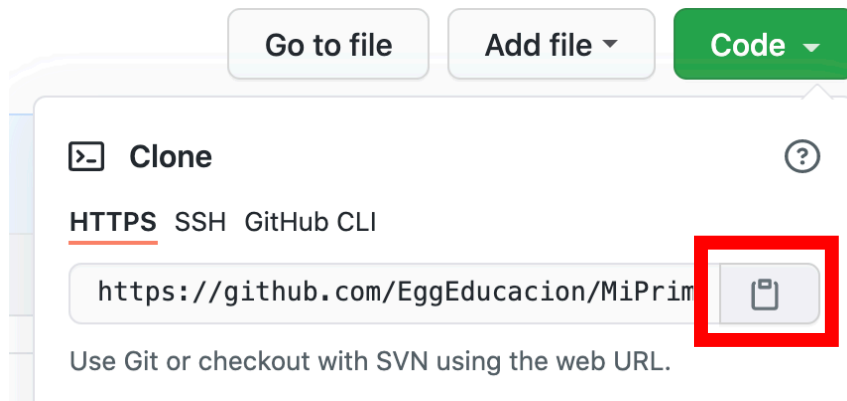 Go to file
Add file
Code
Clone
HTTPS
SSH
GitHub CLI
https://github.com/EggEducacion/MiPrim
Use Git or checkout with SVN using the web URL.